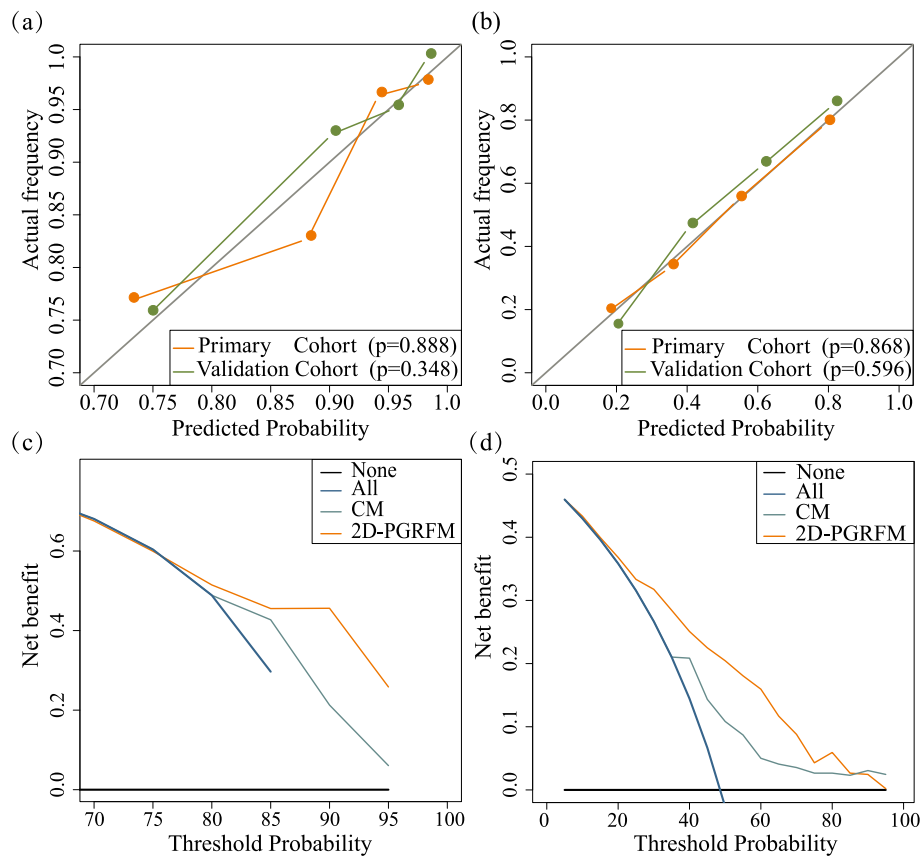 (a)
Actual frequency
1.0
0.95
0.90
0.85
0.80
0.75
0.70
Primary Cohort (p=0.888)
Validation Cohort (p=0.348)
0.70 0.75 0.80 0.85 0.90 0.95 1.0
Predicted Probability
(b)
Actual frequency
1.0
0.8
0.6
0.4
0.2
0.0
Primary Cohort (p=0.868)
Validation Cohort (p=0.596)
0.0 0.2 0.4 0.6 0.8 1.0
Predicted Probability
(c)
Net benefit
0.6
0.4
0.2
0.0
None
All
CM
2D-PGRFM
70 75 80 85 90 95 100
Threshold Probability
(d)
Net benefit
0.5
0.4
0.3
0.2
0.1
0.0
None
All
CM
2D-PGRFM
0 20 40 60 80 100
Threshold Probability